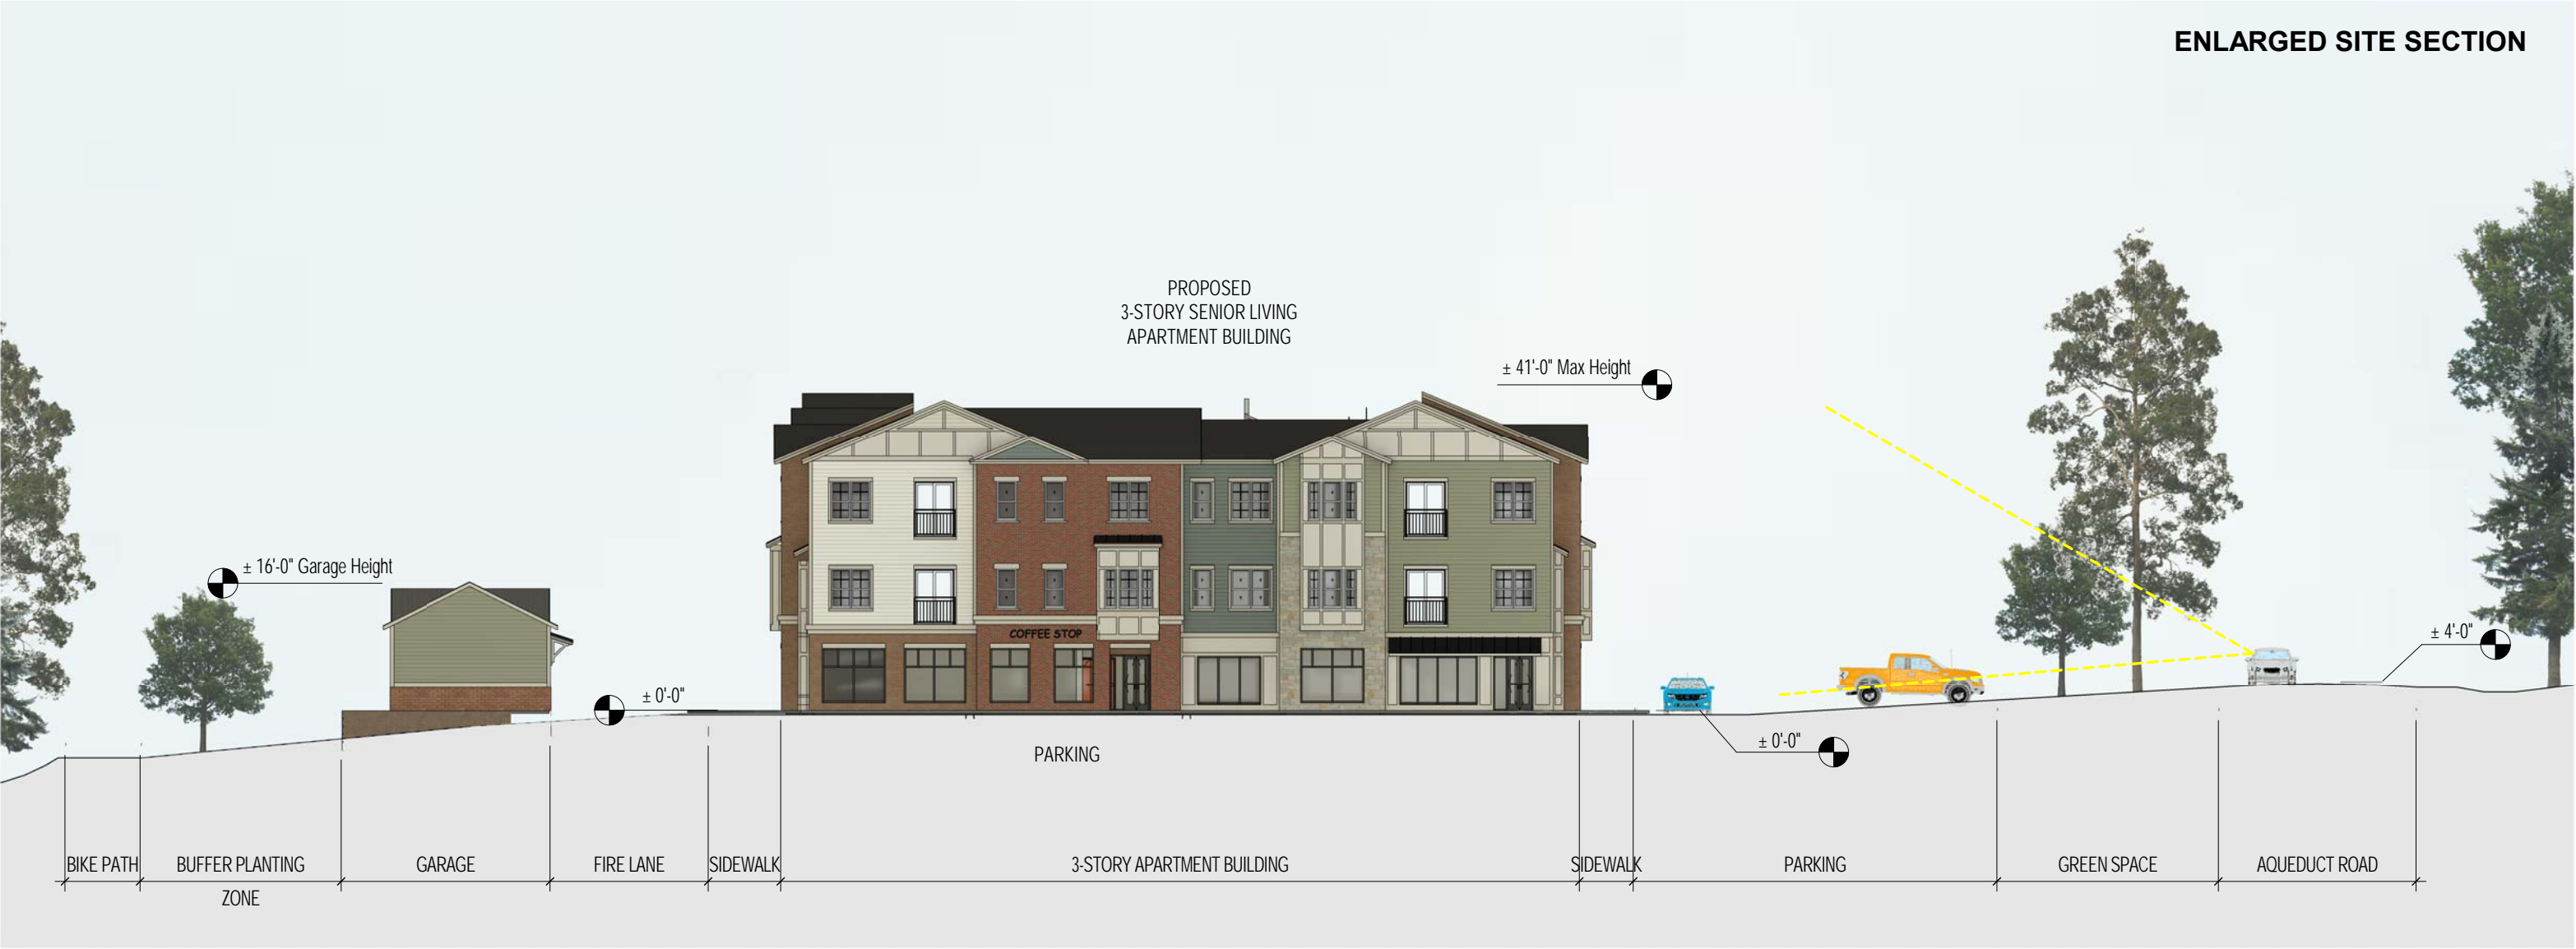 ENLARGED SITE SECTION
PROPOSED
3-STORY SENIOR LIVING
APARTMENT BUILDING
± 41'-0" Max Height
± 16'-0" Garage Height
COFFEE STOP
± 4'-0"
± 0'-0"
± 0'-0"
PARKING
BIKE PATH
BUFFER PLANTING
ZONE
GARAGE
FIRE LANE
SIDEWALK
3-STORY APARTMENT BUILDING
SIDEWALK
PARKING
GREEN SPACE
AQUEDUCT ROAD